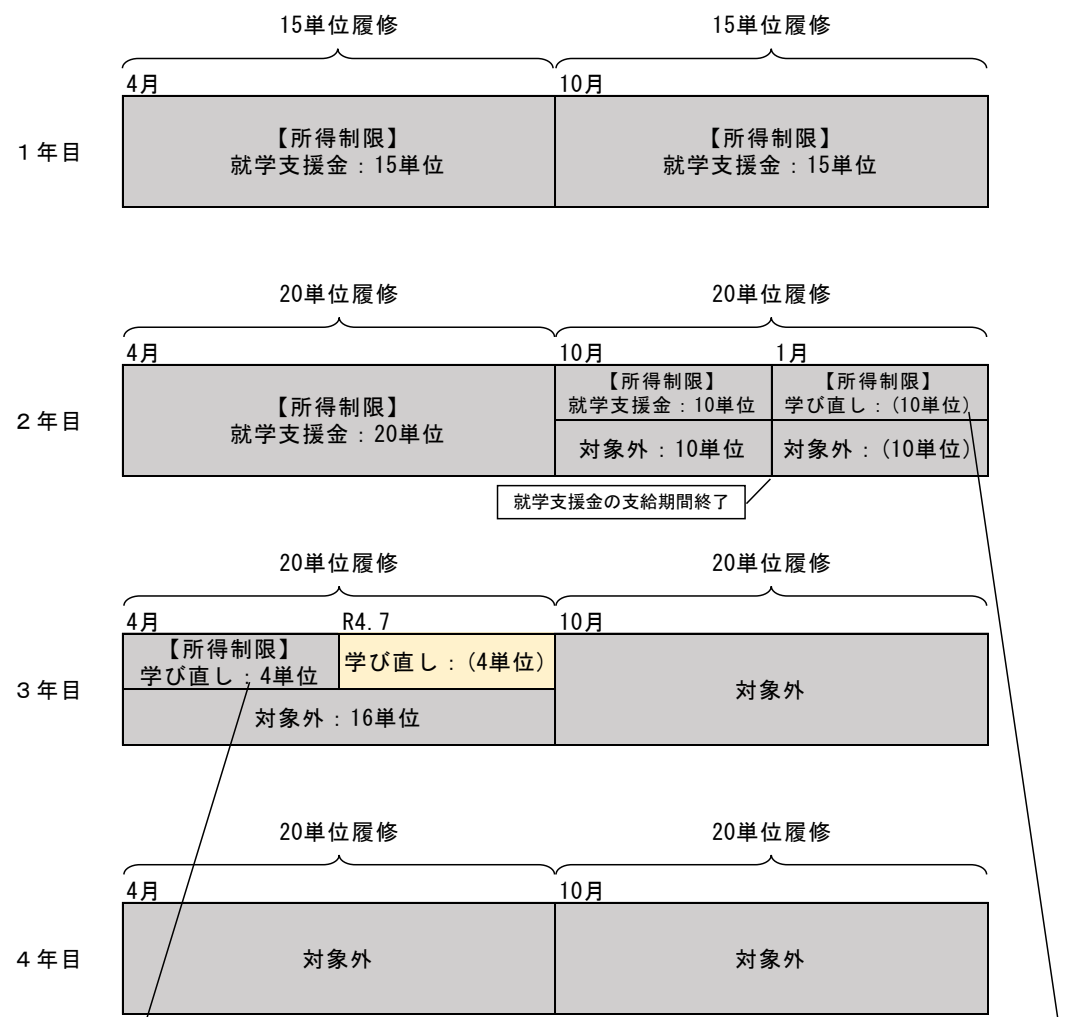 15単位履修
15単位履修
4月
10月
1年目
【所得制限】
就学支援金：15単位
【所得制限】
就学支援金：15単位
20単位履修
20単位履修
4月
10月
1月
2年目
【所得制限】
就学支援金：20単位
【所得制限】
就学支援金：10単位
【所得制限】
学び直し：(10単位)
対象外：10単位
対象外：(10単位)
就学支援金の支給期間終了
20単位履修
20単位履修
4月
R4.7
10月
3年目
【所得制限】
学び直し：4単位
学び直し：(4単位)
対象外：16単位
対象外
20単位履修
20単位履修
4月
10月
4年目
対象外
対象外